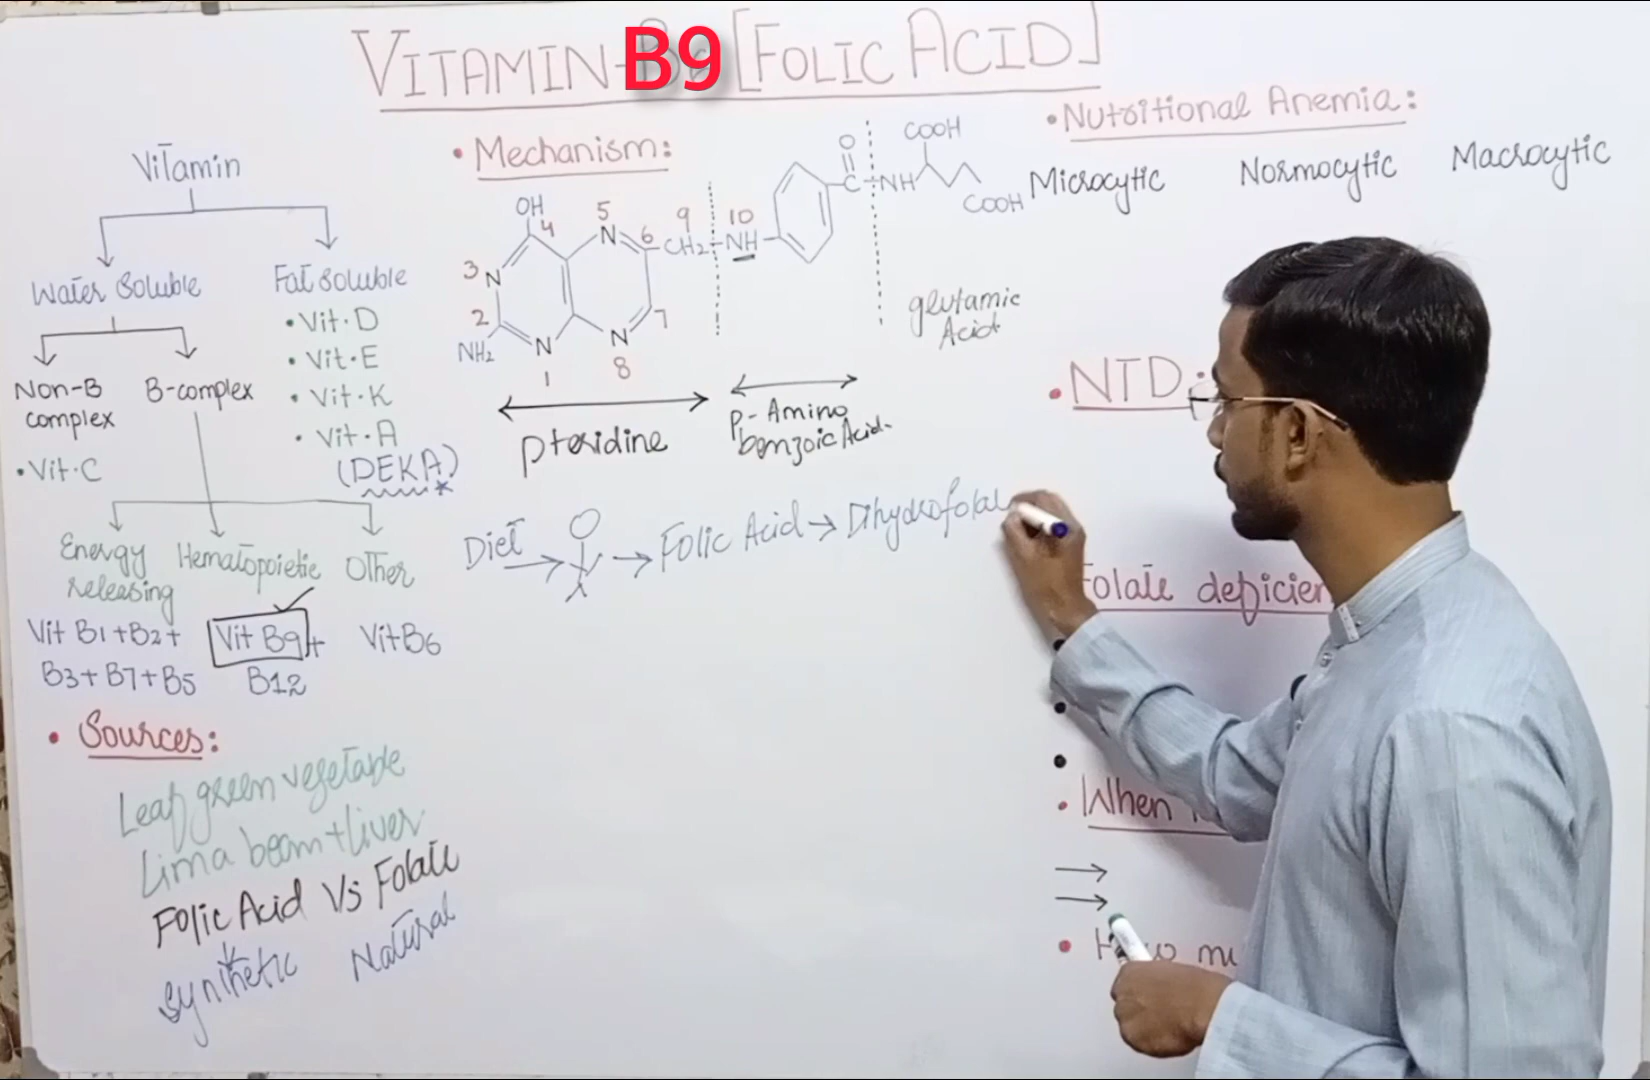 VITAMIN-B9 [FOLIC ACID]
Vitamin
Water Soluble
Fat soluble
• Vit.D
• Vit.E
• Vit.K
• Vit.A
(DEKA)
*
Non-B
complex
B-complex
• Vit.C
Energy
releasing
Hematopoietic
Other
Vit B1+B2+
B3+B7+B5
Vit B9+
B12
VitB6
• Sources:
Leaf green vegetable
Lima beam+liver
Folic Acid Vs Folate
synthetic Natural
• Mechanism:
OH
4
5
N
6
9
CH2
10
NH
O
C
NH
COOH
COOH
3
N
2
NH2
N
1
N
8
7
glutamic
Acid
pteridine
p-Amino
benzoic Acid.
Diet → → Folic Acid → Dihydrofolat
• Nutritional Anemia:
Microcytic Normocytic Macrocytic
• NTD:
Folate deficien
•
•
•
• When
→
→
•